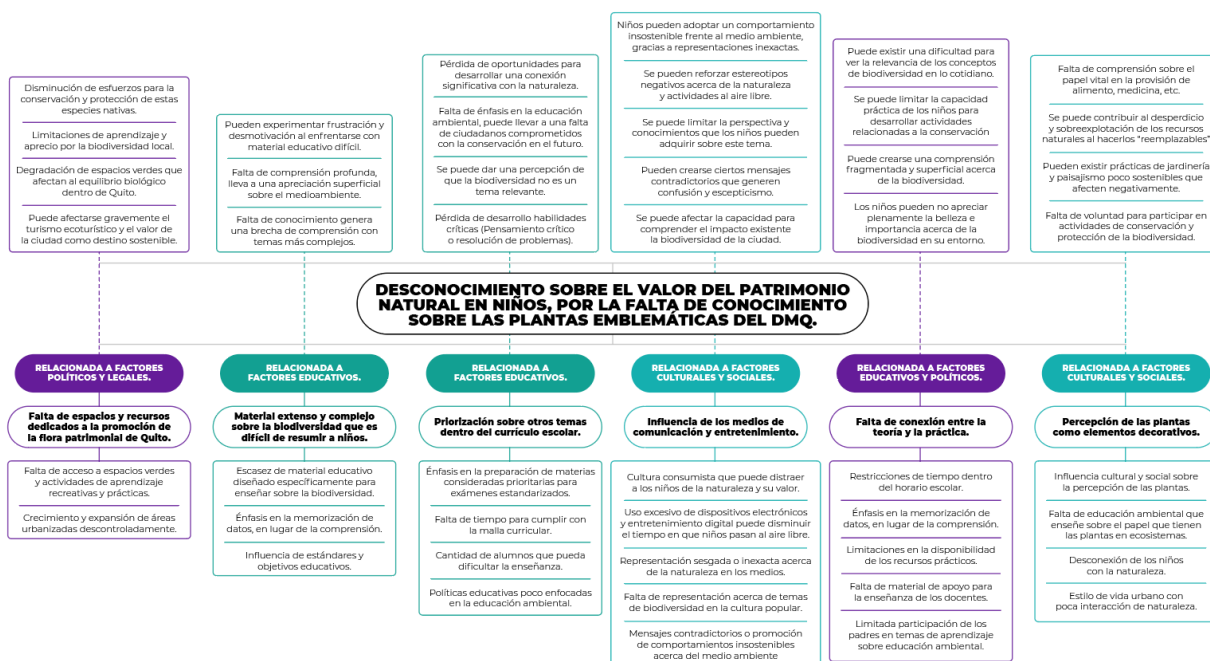 Disminución de esfuerzos para la
conservación y protección de estas
especies nativas.
Limitaciones de aprendizaje y
aprecio por la biodiversidad local.
Degradación de espacios verdes que
afectan al equilibrio biológico
dentro de Quito.
Puede afectarse gravemente el
turismo ecoturístico y el valor de
la ciudad como destino sostenible.
Pueden experimentar frustración y
desmotivación al enfrentarse con
material educativo difícil.
Falta de comprensión profunda,
lleva a una apreciación superficial
sobre el medioambiente.
Falta de conocimiento genera
una brecha de comprensión con
temas más complejos.
Pérdida de oportunidades para
desarrollar una conexión
significativa con la naturaleza.
Falta de énfasis en la educación
ambiental, puede llevar a una falta
de ciudadanos comprometidos
con la conservación en el futuro.
Se puede dar una percepción de
que la biodiversidad no es un
tema relevante.
Pérdida de desarrollo habilidades
críticas (Pensamiento crítico
o resolución de problemas).
Niños pueden adoptar un comportamiento
insostenible frente al medio ambiente,
gracias a representaciones inexactas.
Se pueden reforzar estereotipos
negativos acerca de la naturaleza
y actividades al aire libre.
Se puede limitar la perspectiva y
conocimientos que los niños pueden
adquirir sobre este tema.
Pueden crearse ciertos mensajes
contradictorios que generen
confusión y escepticismo.
Se puede afectar la capacidad para
comprender el impacto existente
la biodiversidad de la ciudad.
Puede existir una dificultad para
ver la relevancia de los conceptos
de biodiversidad en lo cotidiano.
Se puede limitar la capacidad
práctica de los niños para
desarrollar actividades
relacionadas a la conservación
Puede crearse una comprensión
fragmentada y superficial acerca
de la biodiversidad.
Los niños pueden no apreciar
plenamente la belleza e
importancia acerca de la
biodiversidad en su entorno.
Falta de comprensión sobre el
papel vital en la provisión de
alimento, medicina, etc.
Se puede contribuir al desperdicio
y sobreexplotación de los recursos
naturales al hacerlos "reemplazables"
Pueden existir prácticas de jardinería
y paisajismo poco sostenibles que
afecten negativamente.
Falta de voluntad para participar en
actividades de conservación y
protección de la biodiversidad.
DESCONOCIMIENTO SOBRE EL VALOR DEL PATRIMONIO
NATURAL EN NIÑOS, POR LA FALTA DE CONOCIMIENTO
SOBRE LAS PLANTAS EMBLEMÁTICAS DEL DMQ.
RELACIONADA A FACTORES
POLÍTICOS Y LEGALES.
Falta de espacios y recursos
dedicados a la promoción de
la flora patrimonial de Quito.
Falta de acceso a espacios verdes
y actividades de aprendizaje
recreativas y prácticas.
Crecimiento y expansión de áreas
urbanizadas descontroladamente.
RELACIONADA A
FACTORES EDUCATIVOS.
Material extenso y complejo
sobre la biodiversidad que es
difícil de resumir a niños.
Escasez de material educativo
diseñado específicamente para
enseñar sobre la biodiversidad.
Énfasis en la memorización de
datos, en lugar de la comprensión.
Influencia de estándares y
objetivos educativos.
RELACIONADA A
FACTORES EDUCATIVOS.
Priorización sobre otros temas
dentro del currículo escolar.
Énfasis en la preparación de materias
consideradas prioritarias para
exámenes estandarizados.
Falta de tiempo para cumplir con
la malla curricular.
Cantidad de alumnos que pueda
dificultar la enseñanza.
Políticas educativas poco enfocadas
en la educación ambiental.
RELACIONADA A FACTORES
CULTURALES Y SOCIALES.
Influencia de los medios de
comunicación y entretenimiento.
Cultura consumista que puede distraer
a los niños de la naturaleza y su valor.
Uso excesivo de dispositivos electrónicos
y entretenimiento digital puede disminuir
el tiempo en que niños pasan al aire libre.
Representación sesgada o inexacta acerca
de la naturaleza en los medios.
Falta de representación acerca de temas
de biodiversidad en la cultura popular.
Mensajes contradictorios o promoción
de comportamientos insostenibles
acerca del medio ambiente
RELACIONADA A FACTORES
EDUCATIVOS Y POLÍTICOS.
Falta de conexión entre la
teoría y la práctica.
Restricciones de tiempo dentro
del horario escolar.
Énfasis en la memorización de
datos, en lugar de la comprensión.
Limitaciones en la disponibilidad
de los recursos prácticos.
Falta de material de apoyo para
la enseñanza de los docentes.
Limitada participación de los
padres en temas de aprendizaje
sobre educación ambiental.
RELACIONADA A FACTORES
CULTURALES Y SOCIALES.
Percepción de las plantas
como elementos decorativos.
Influencia cultural y social sobre
la percepción de las plantas.
Falta de educación ambiental que
enseñe sobre el papel que tienen
las plantas en ecosistemas.
Desconexión de los niños
con la naturaleza.
Estilo de vida urbano con
poca interacción de naturaleza.